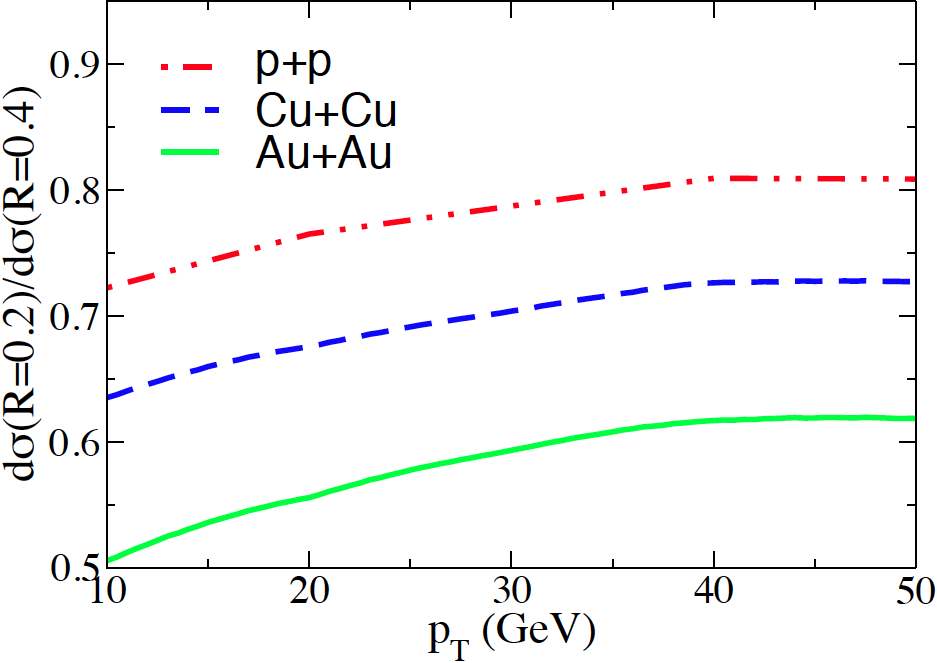 dσ(R=0.2)/dσ(R=0.4)
0.9
0.8
0.7
0.6
0.5
p+p
Cu+Cu
Au+Au
10 20 30 40 50
p_T (GeV)